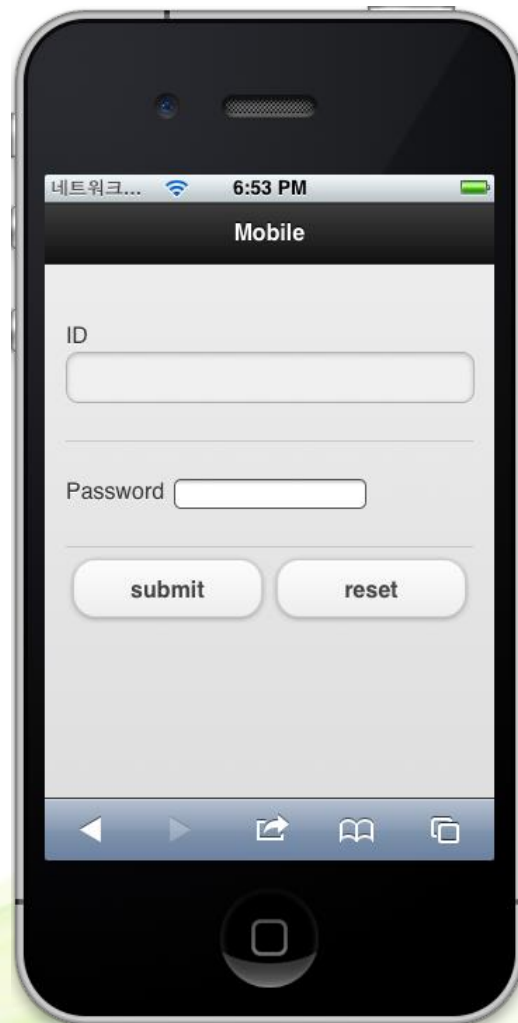 네트워크... 6:53 PM
Mobile
ID
Password
submit reset